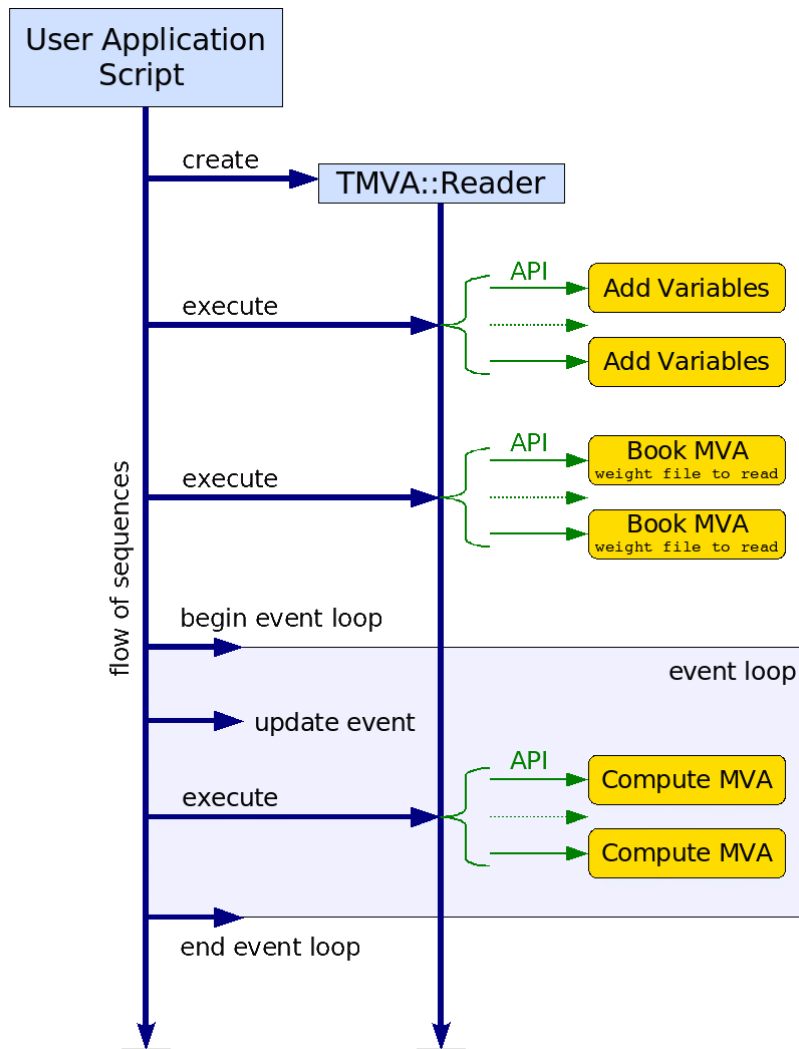 User Application
Script
create
TMVA::Reader
API
Add Variables
execute
Add Variables
API
Book MVA
weight file to read
execute
Book MVA
weight file to read
flow of sequences
begin event loop
event loop
update event
API
Compute MVA
execute
Compute MVA
end event loop